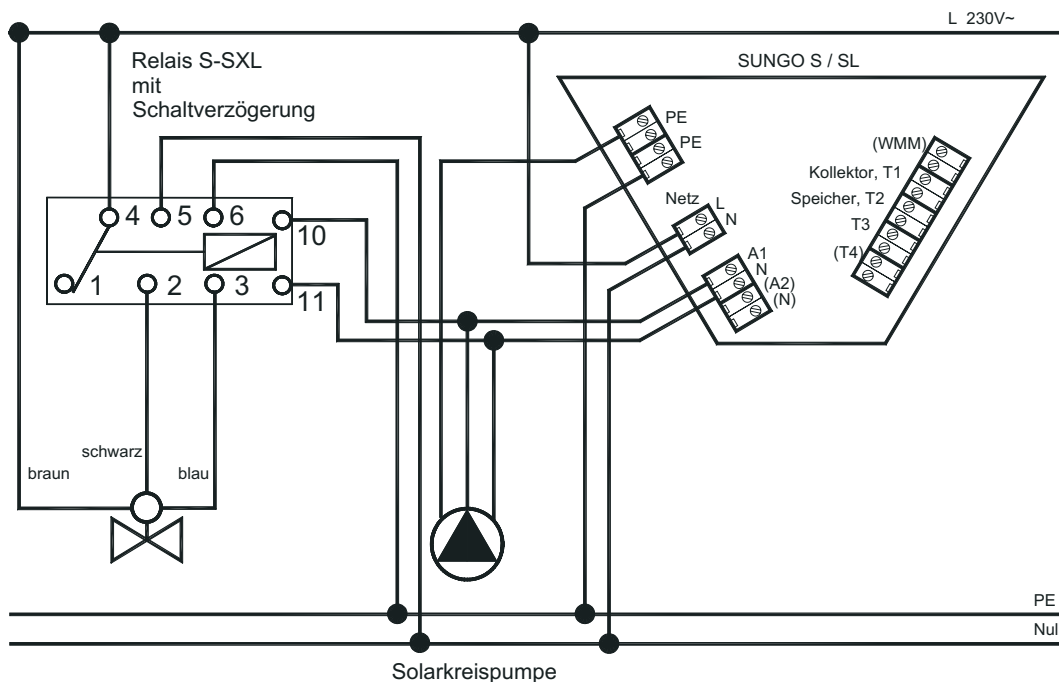 L 230V~
Relais S-SXL
mit
Schaltverzögerung
SUNGO S / SL
PE
PE
(WMM)
Kollektor, T1
Speicher, T2
T3
(T4)
Netz
L
N
A1
N
(A2)
(N)
4
5
6
10
1
2
3
11
schwarz
braun
blau
PE
Nul
Solarkreispumpe